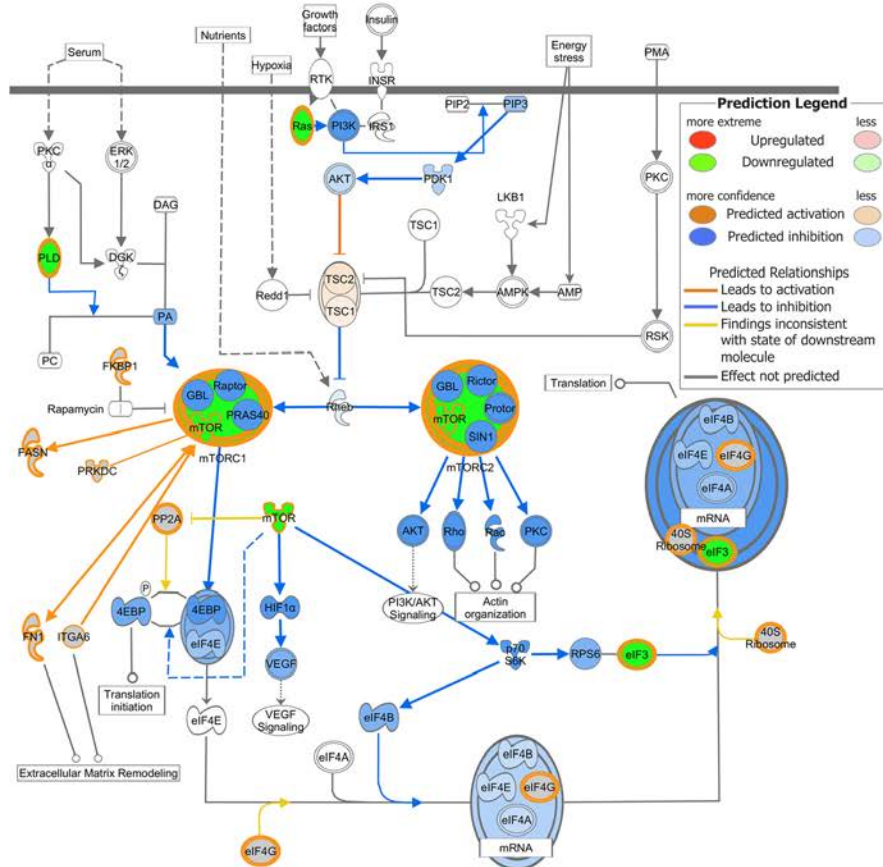 Serum
Nutrients
Growth
factors
Insulin
Hypoxia
Energy
stress
PMA
RTK
INSR
Ras
PI3K
IRS1
PIP2
PIP3
PKC
α
ERK
1/2
AKT
PDK1
PKC
LKB1
DAG
TSC1
PLD
DGK
ζ
TSC2
TSC1
Redd1
TSC2
AMPK
AMP
PA
PC
RSK
Prediction Legend
more extreme
less
Upregulated
Downregulated
more confidence
less
Predicted activation
Predicted inhibition
Predicted Relationships
Leads to activation
Leads to inhibition
Findings inconsistent
with state of downstream
molecule
Effect not predicted
FKBP1
Rapamycin
Raptor
GBL
PRAS40
mTOR
mTORC1
Rheb
GBL
Rictor
mTOR
Protor
SIN1
mTORC2
Translation
eIF4B
eIF4E
eIF4G
eIF4A
mRNA
40S
Ribosome
eIF3
FASN
PRKDC
PP2A
mTOR
AKT
Rho
Rac
PKC
P
4EBP
4EBP
eIF4E
HIF1α
PI3K/AKT
Signaling
Actin
organization
FN1
ITGA6
VEGF
p70
S6K
RPS6
eIF3
40S
Ribosome
Translation
initiation
VEGF
Signaling
eIF4E
eIF4B
Extracellular Matrix Remodeling
eIF4A
eIF4B
eIF4E
eIF4G
eIF4A
mRNA
eIF4G